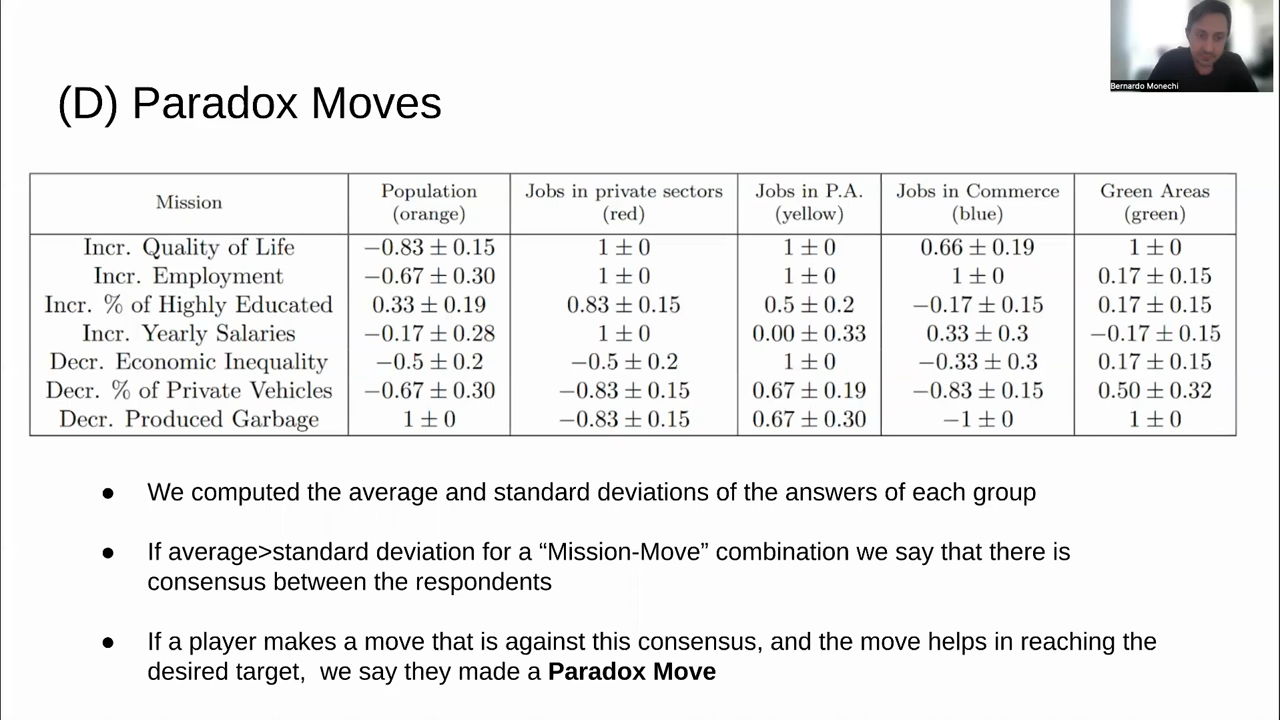 Bernardo Monechi
(D) Paradox Moves
Mission
Population
(orange)
Jobs in private sectors
(red)
Jobs in P.A.
(yellow)
Jobs in Commerce
(blue)
Green Areas
(green)
Incr. Quality of Life −0.83 ± 0.15 1 ± 0 1 ± 0 0.66 ± 0.19 1 ± 0
Incr. Employment −0.67 ± 0.30 1 ± 0 1 ± 0 1 ± 0 0.17 ± 0.15
Incr. % of Highly Educated 0.33 ± 0.19 0.83 ± 0.15 0.5 ± 0.2 −0.17 ± 0.15 0.17 ± 0.15
Incr. Yearly Salaries −0.17 ± 0.28 1 ± 0 0.00 ± 0.33 0.33 ± 0.3 −0.17 ± 0.15
Decr. Economic Inequality −0.5 ± 0.2 −0.5 ± 0.2 1 ± 0 −0.33 ± 0.3 0.17 ± 0.15
Decr. % of Private Vehicles −0.67 ± 0.30 −0.83 ± 0.15 0.67 ± 0.19 −0.83 ± 0.15 0.50 ± 0.32
Decr. Produced Garbage 1 ± 0 −0.83 ± 0.15 0.67 ± 0.30 −1 ± 0 1 ± 0
● We computed the average and standard deviations of the answers of each group
● If average>standard deviation for a “Mission-Move” combination we say that there is
consensus between the respondents
● If a player makes a move that is against this consensus, and the move helps in reaching the
desired target, we say they made a Paradox Move